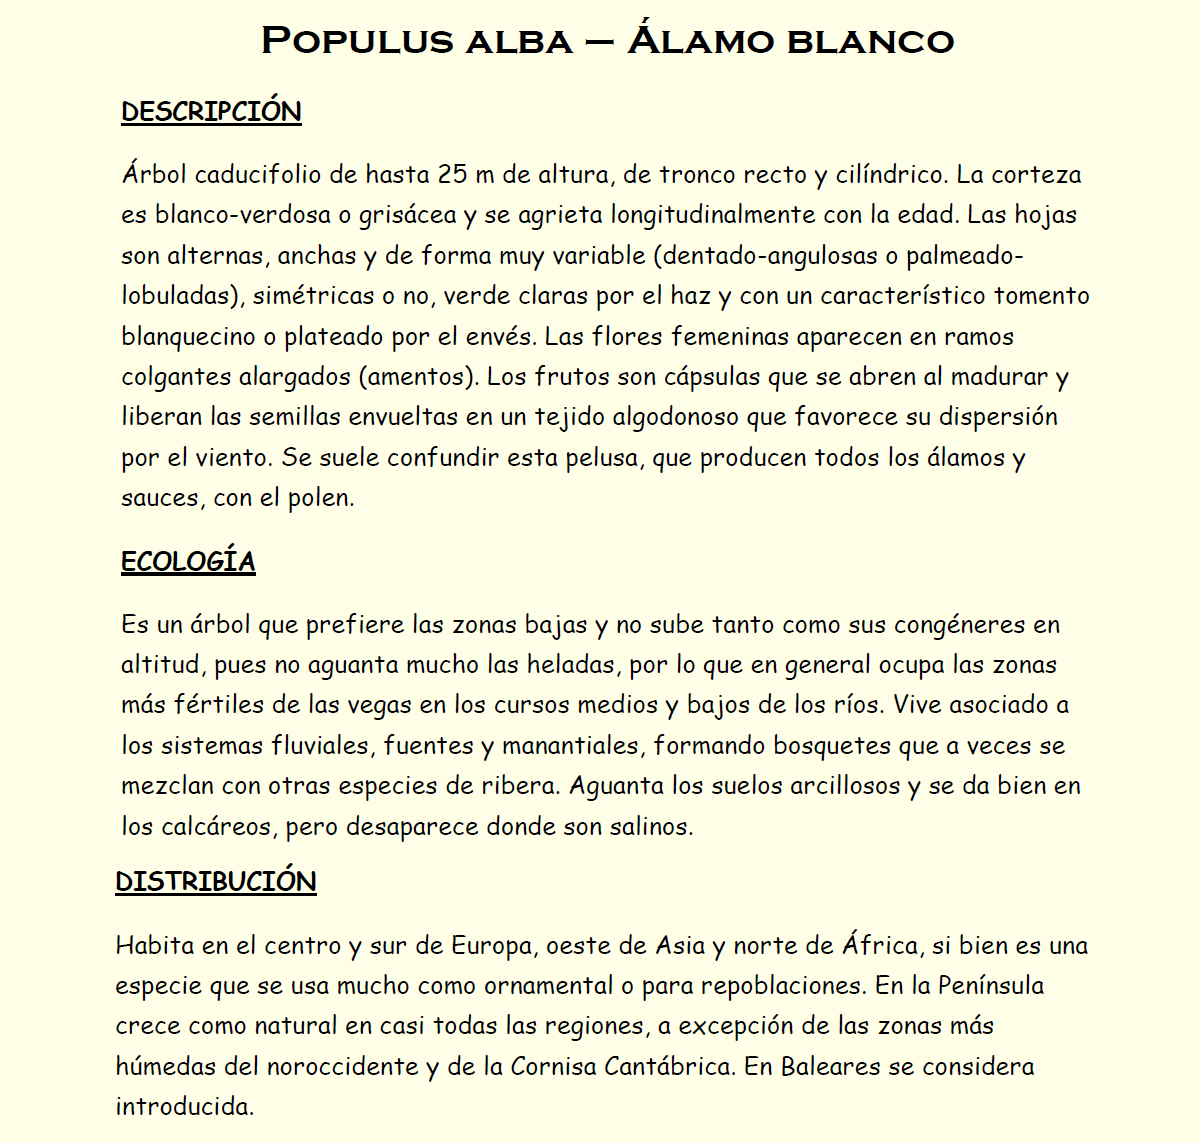 Populus alba – Álamo blanco
DESCRIPCIÓN
Árbol caducifolio de hasta 25 m de altura, de tronco recto y cilíndrico. La corteza
es blanco-verdosa o grisácea y se agrieta longitudinalmente con la edad. Las hojas
son alternas, anchas y de forma muy variable (dentado-angulosas o palmeado-
lobuladas), simétricas o no, verde claras por el haz y con un característico tomento
blanquecino o plateado por el envés. Las flores femeninas aparecen en ramos
colgantes alargados (amentos). Los frutos son cápsulas que se abren al madurar y
liberan las semillas envueltas en un tejido algodonoso que favorece su dispersión
por el viento. Se suele confundir esta pelusa, que producen todos los álamos y
sauces, con el polen.
ECOLOGÍA
Es un árbol que prefiere las zonas bajas y no sube tanto como sus congéneres en
altitud, pues no aguanta mucho las heladas, por lo que en general ocupa las zonas
más fértiles de las vegas en los cursos medios y bajos de los ríos. Vive asociado a
los sistemas fluviales, fuentes y manantiales, formando bosquetes que a veces se
mezclan con otras especies de ribera. Aguanta los suelos arcillosos y se da bien en
los calcáreos, pero desaparece donde son salinos.
DISTRIBUCIÓN
Habita en el centro y sur de Europa, oeste de Asia y norte de África, si bien es una
especie que se usa mucho como ornamental o para repoblaciones. En la Península
crece como natural en casi todas las regiones, a excepción de las zonas más
húmedas del noroccidente y de la Cornisa Cantábrica. En Baleares se considera
introducida.